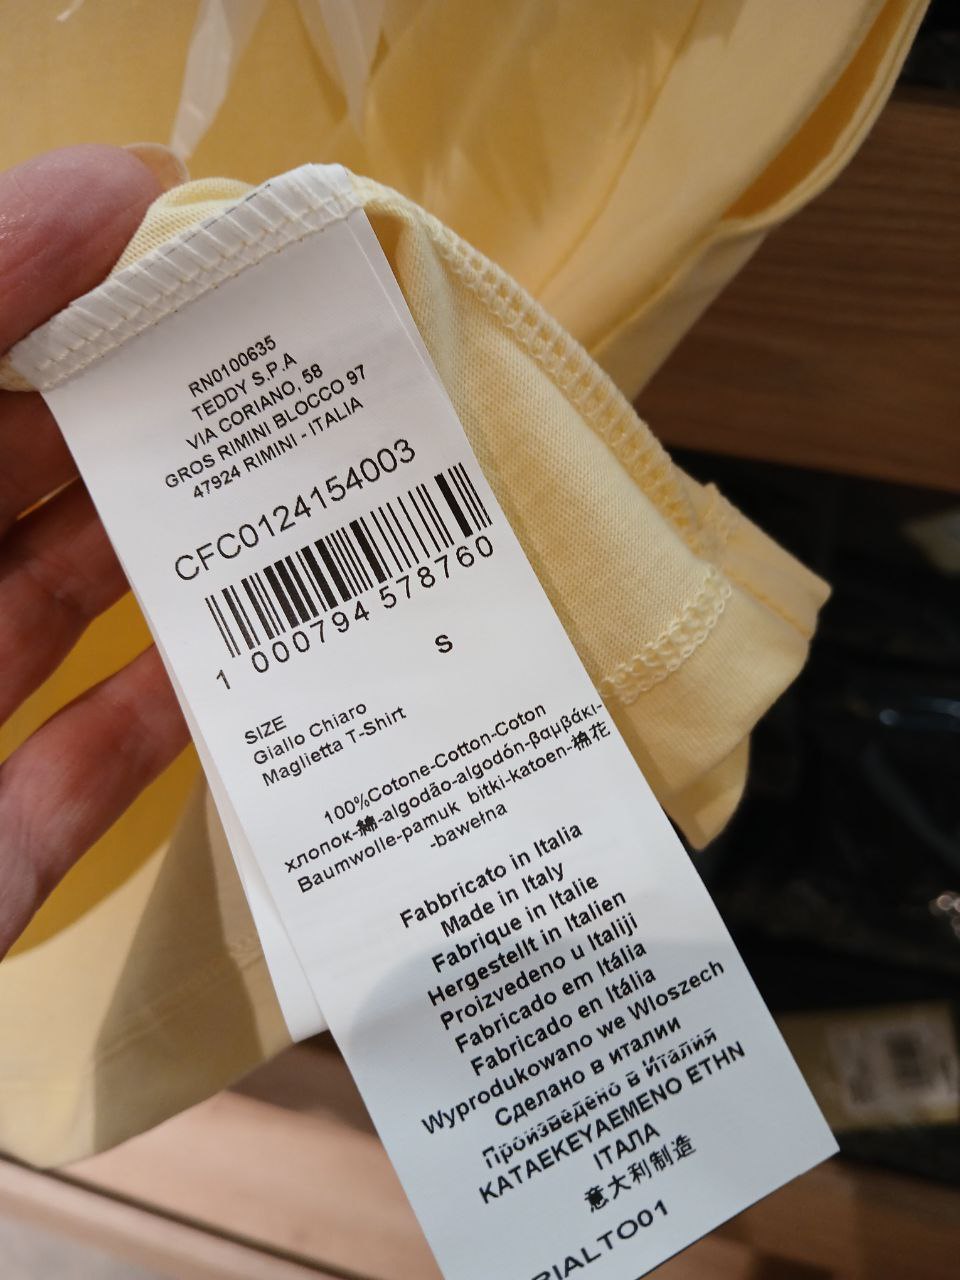 RN0100635
TEDDY S.P.A
VIA CORIANO, 58
GROS RIMINI BLOCCO 97
47924 RIMINI - ITALIA
CFC0124154003
1 000794 578760
S
SIZE
Giallo Chiaro
Maglietta T-Shirt
100%Cotone-Cotton-Coton
хлопок-綿-algodão-algodón-βαμβάκι-
Baumwolle-pamuk bitki-katoen-棉花
-bawełna
Fabbricato in Italia
Made in Italy
Fabrique in Italie
Hergestellt in Italien
Proizvedeno u Italiji
Fabricado em Itália
Fabricado en Itália
Wyprodukowano we Wloszech
Сделано в италии
Произведено в Италий
KATAEKEYAEMENO ETHN
ITAΛΑ
意大利制造
RIALTO01